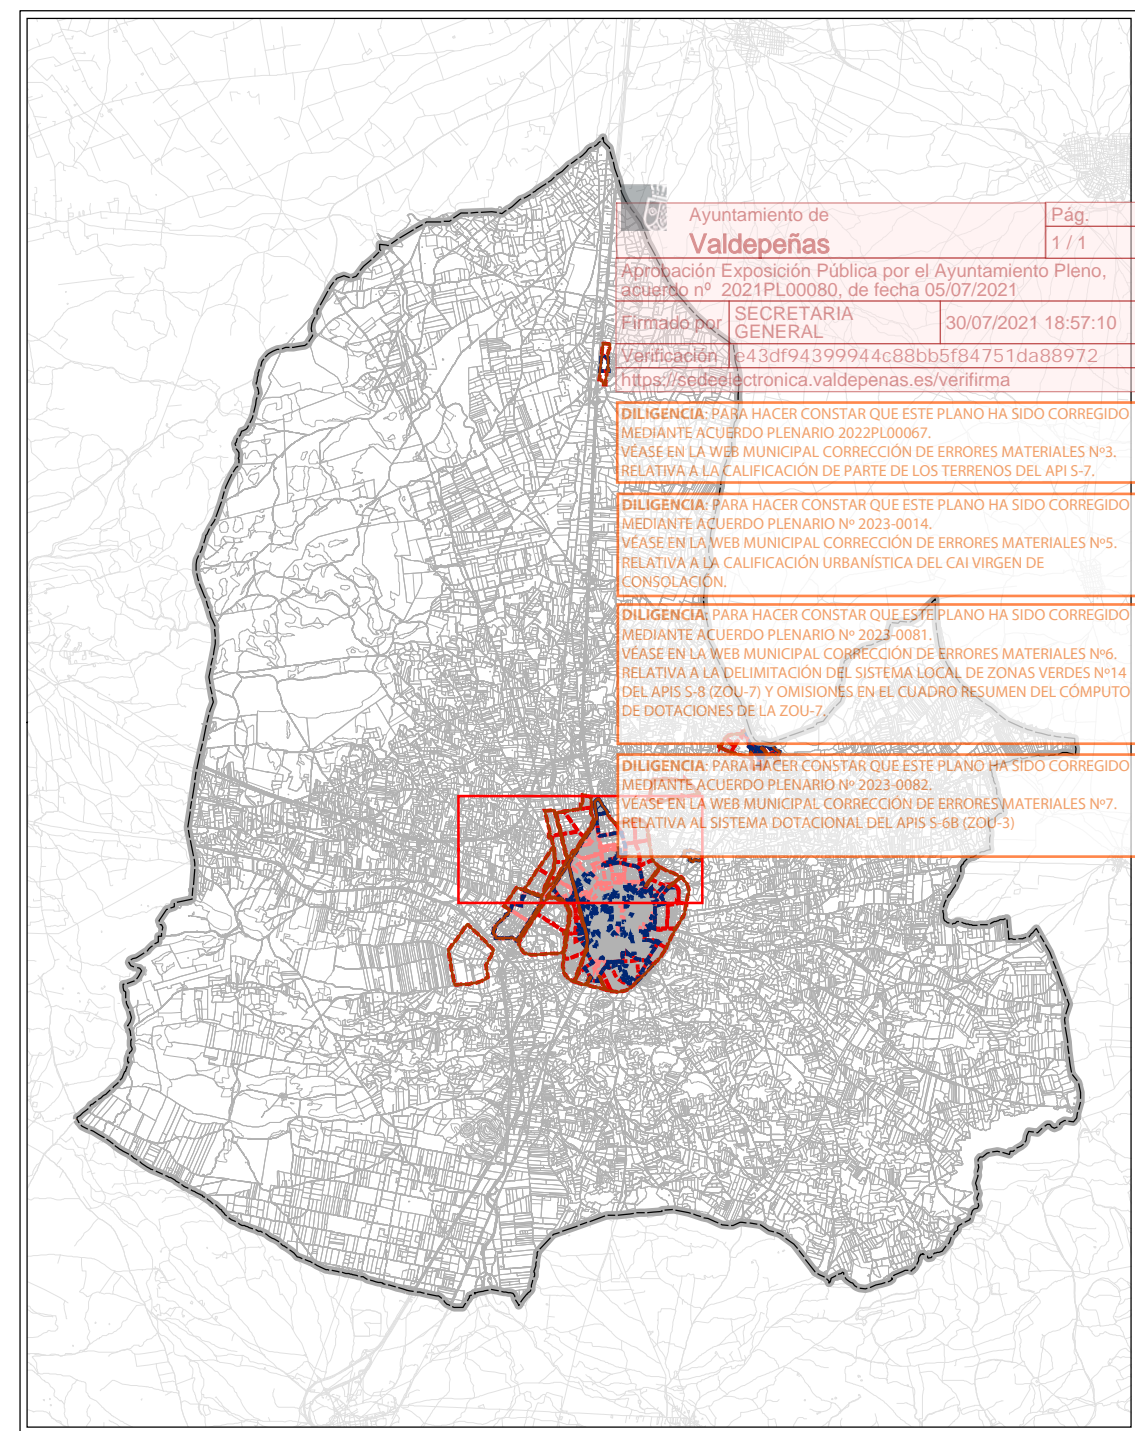 Ayuntamiento de
Valdepeñas
Pág.
1 / 1
Aprobación Exposición Pública por el Ayuntamiento Pleno,
acuerdo nº 2021PL00080, de fecha 05/07/2021
Firmado por
SECRETARIA
GENERAL
30/07/2021 18:57:10
Verificación
e43df94399944c88bb5f84751da88972
https://sedeelectronica.valdepenas.es/verifirma
DILIGENCIA: PARA HACER CONSTAR QUE ESTE PLANO HA SIDO CORREGIDO
MEDIANTE ACUERDO PLENARIO 2022PL00067.
VÉASE EN LA WEB MUNICIPAL CORRECCIÓN DE ERRORES MATERIALES Nº3.
RELATIVA A LA CALIFICACIÓN DE PARTE DE LOS TERRENOS DEL API S-7.
DILIGENCIA: PARA HACER CONSTAR QUE ESTE PLANO HA SIDO CORREGIDO
MEDIANTE ACUERDO PLENARIO Nº 2023-0014.
VÉASE EN LA WEB MUNICIPAL CORRECCIÓN DE ERRORES MATERIALES Nº5.
RELATIVA A LA CALIFICACIÓN URBANÍSTICA DEL CAI VIRGEN DE
CONSOLACIÓN.
DILIGENCIA: PARA HACER CONSTAR QUE ESTE PLANO HA SIDO CORREGIDO
MEDIANTE ACUERDO PLENARIO Nº 2023-0081.
VÉASE EN LA WEB MUNICIPAL CORRECCIÓN DE ERRORES MATERIALES Nº6.
RELATIVA A LA DELIMITACIÓN DEL SISTEMA LOCAL DE ZONAS VERDES Nº14
DEL APIS S-8 (ZOU-7) Y OMISIONES EN EL CUADRO RESUMEN DEL CÓMPUTO
DE DOTACIONES DE LA ZOU-7.
DILIGENCIA: PARA HACER CONSTAR QUE ESTE PLANO HA SIDO CORREGIDO
MEDIANTE ACUERDO PLENARIO Nº 2023-0082.
VÉASE EN LA WEB MUNICIPAL CORRECCIÓN DE ERRORES MATERIALES Nº7.
RELATIVA AL SISTEMA DOTACIONAL DEL APIS S-6B (ZOU-3)